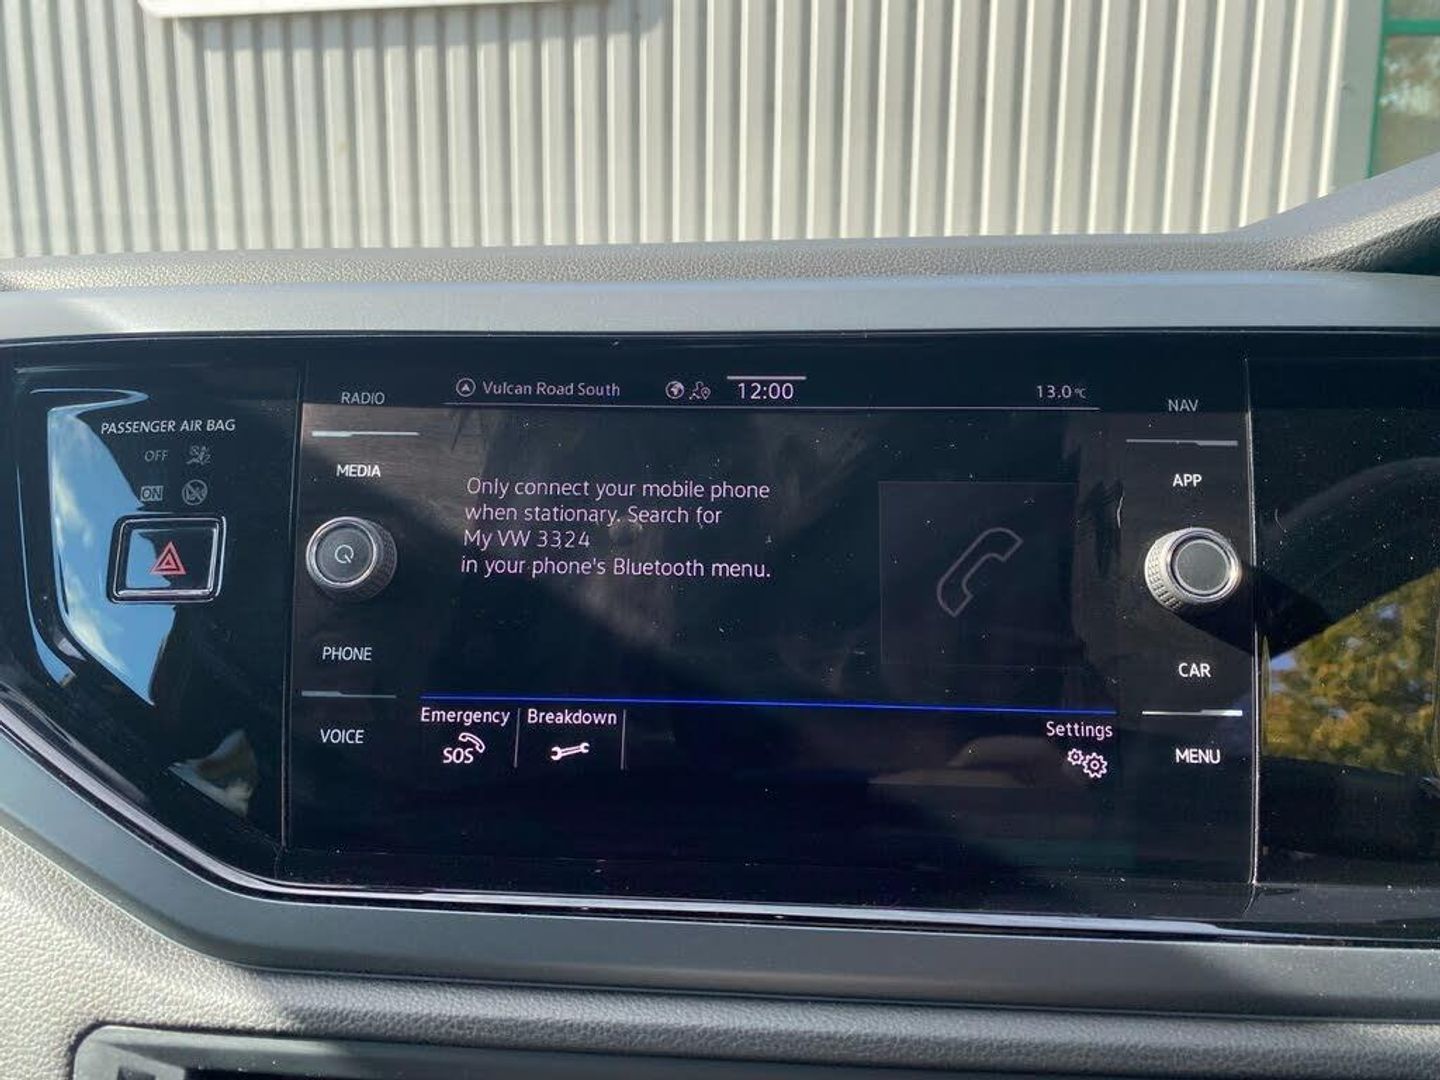 Vulcan Road South
12:00
13.0°C
RADIO
NAV
PASSENGER AIR BAG
OFF
ON
MEDIA
APP
Only connect your mobile phone
when stationary. Search for
My VW 3324
in your phone's Bluetooth menu.
PHONE
CAR
VOICE
MENU
Emergency
SOS
Breakdown
Settings